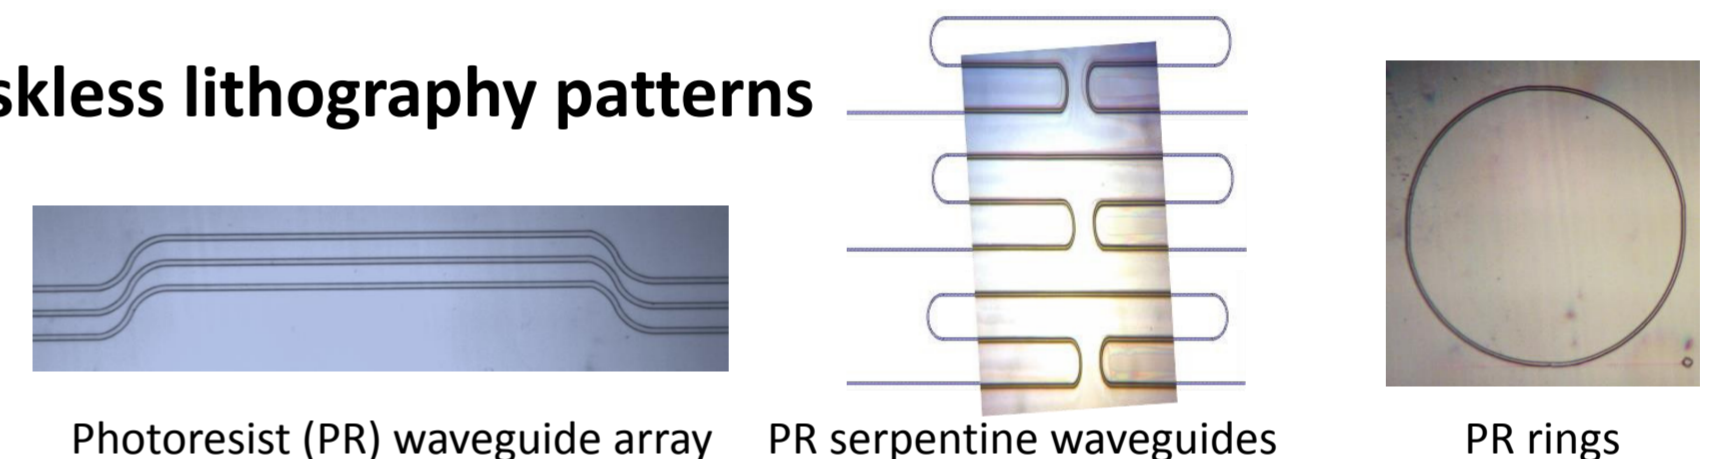 skless lithography patterns
Photoresist (PR) waveguide array
PR serpentine waveguides
PR rings